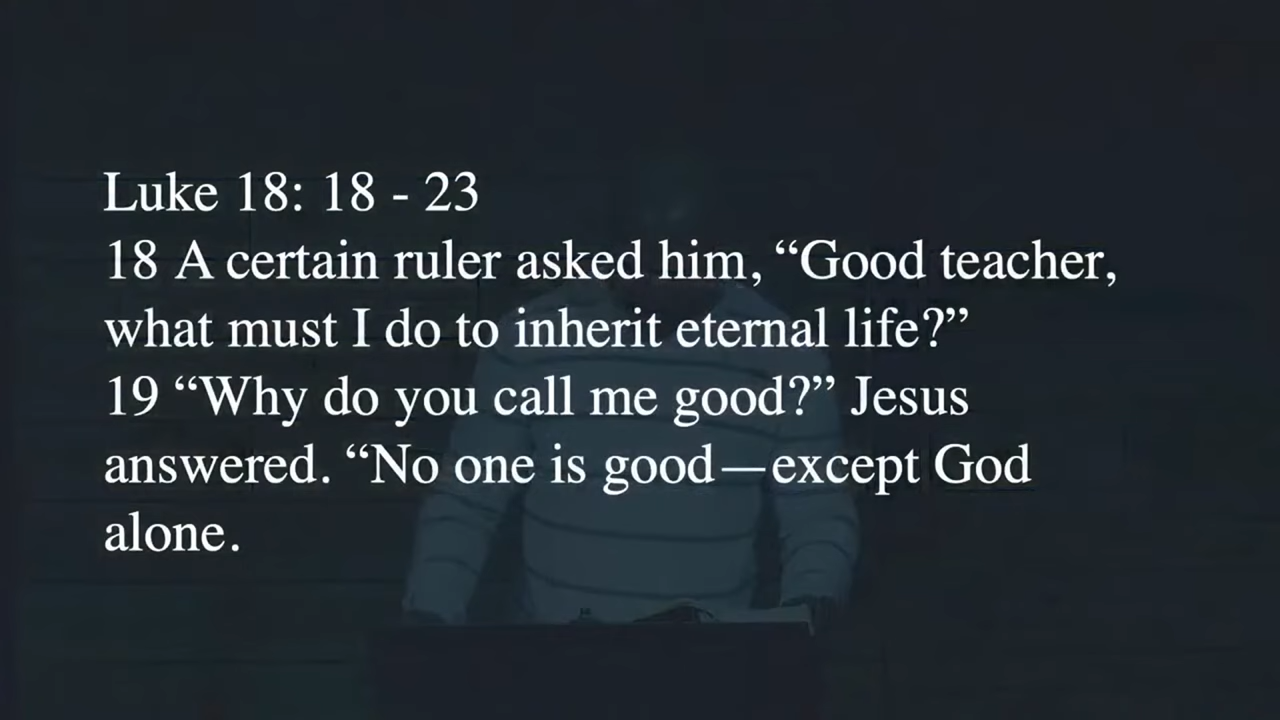 Luke 18: 18 - 23
18 A certain ruler asked him, “Good teacher,
what must I do to inherit eternal life?”
19 “Why do you call me good?” Jesus
answered. “No one is good—except God
alone.